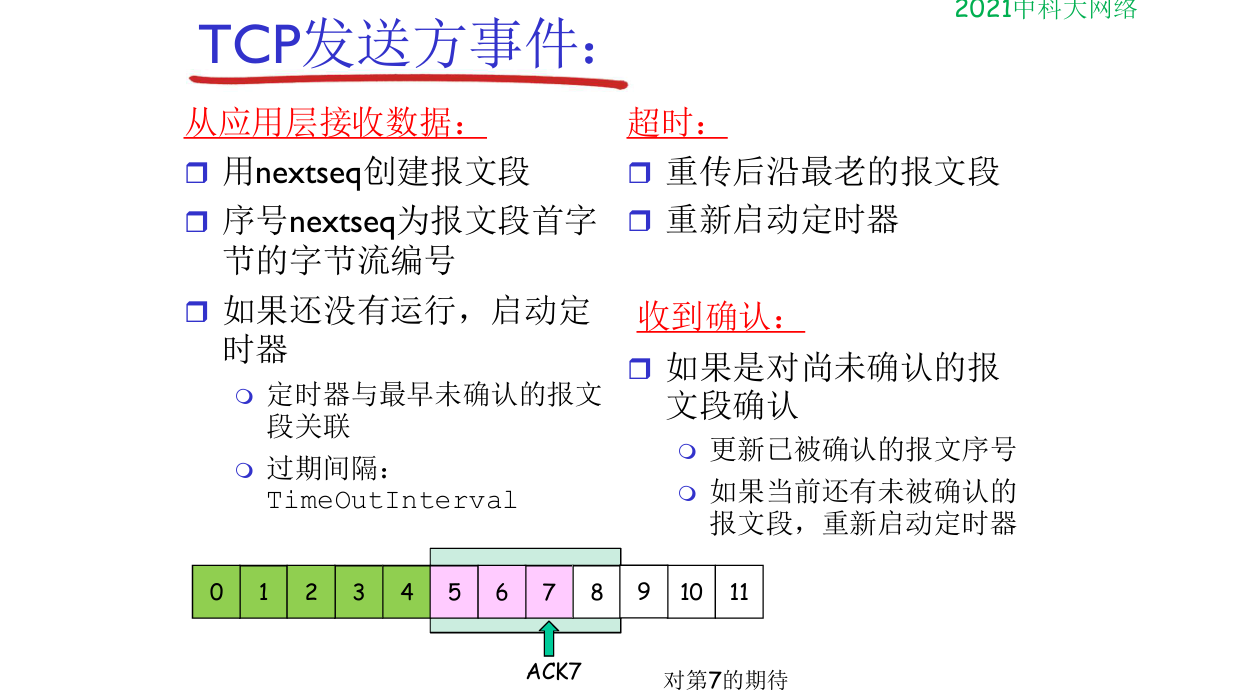 2021中科大网络
TCP发送方事件：
从应用层接收数据：
用nextseq创建报文段
序号nextseq为报文段首字
节的字节流编号
如果还没有运行，启动定
时器
定时器与最早未确认的报文
段关联
过期间隔：
TimeOutInterval
超时：
重传后沿最老的报文段
重新启动定时器
收到确认：
如果是对尚未确认的报
文段确认
更新已被确认的报文序号
如果当前还有未被确认的
报文段，重新启动定时器
0 1 2 3 4 5 6 7 8 9 10 11
ACK7
对第7的期待